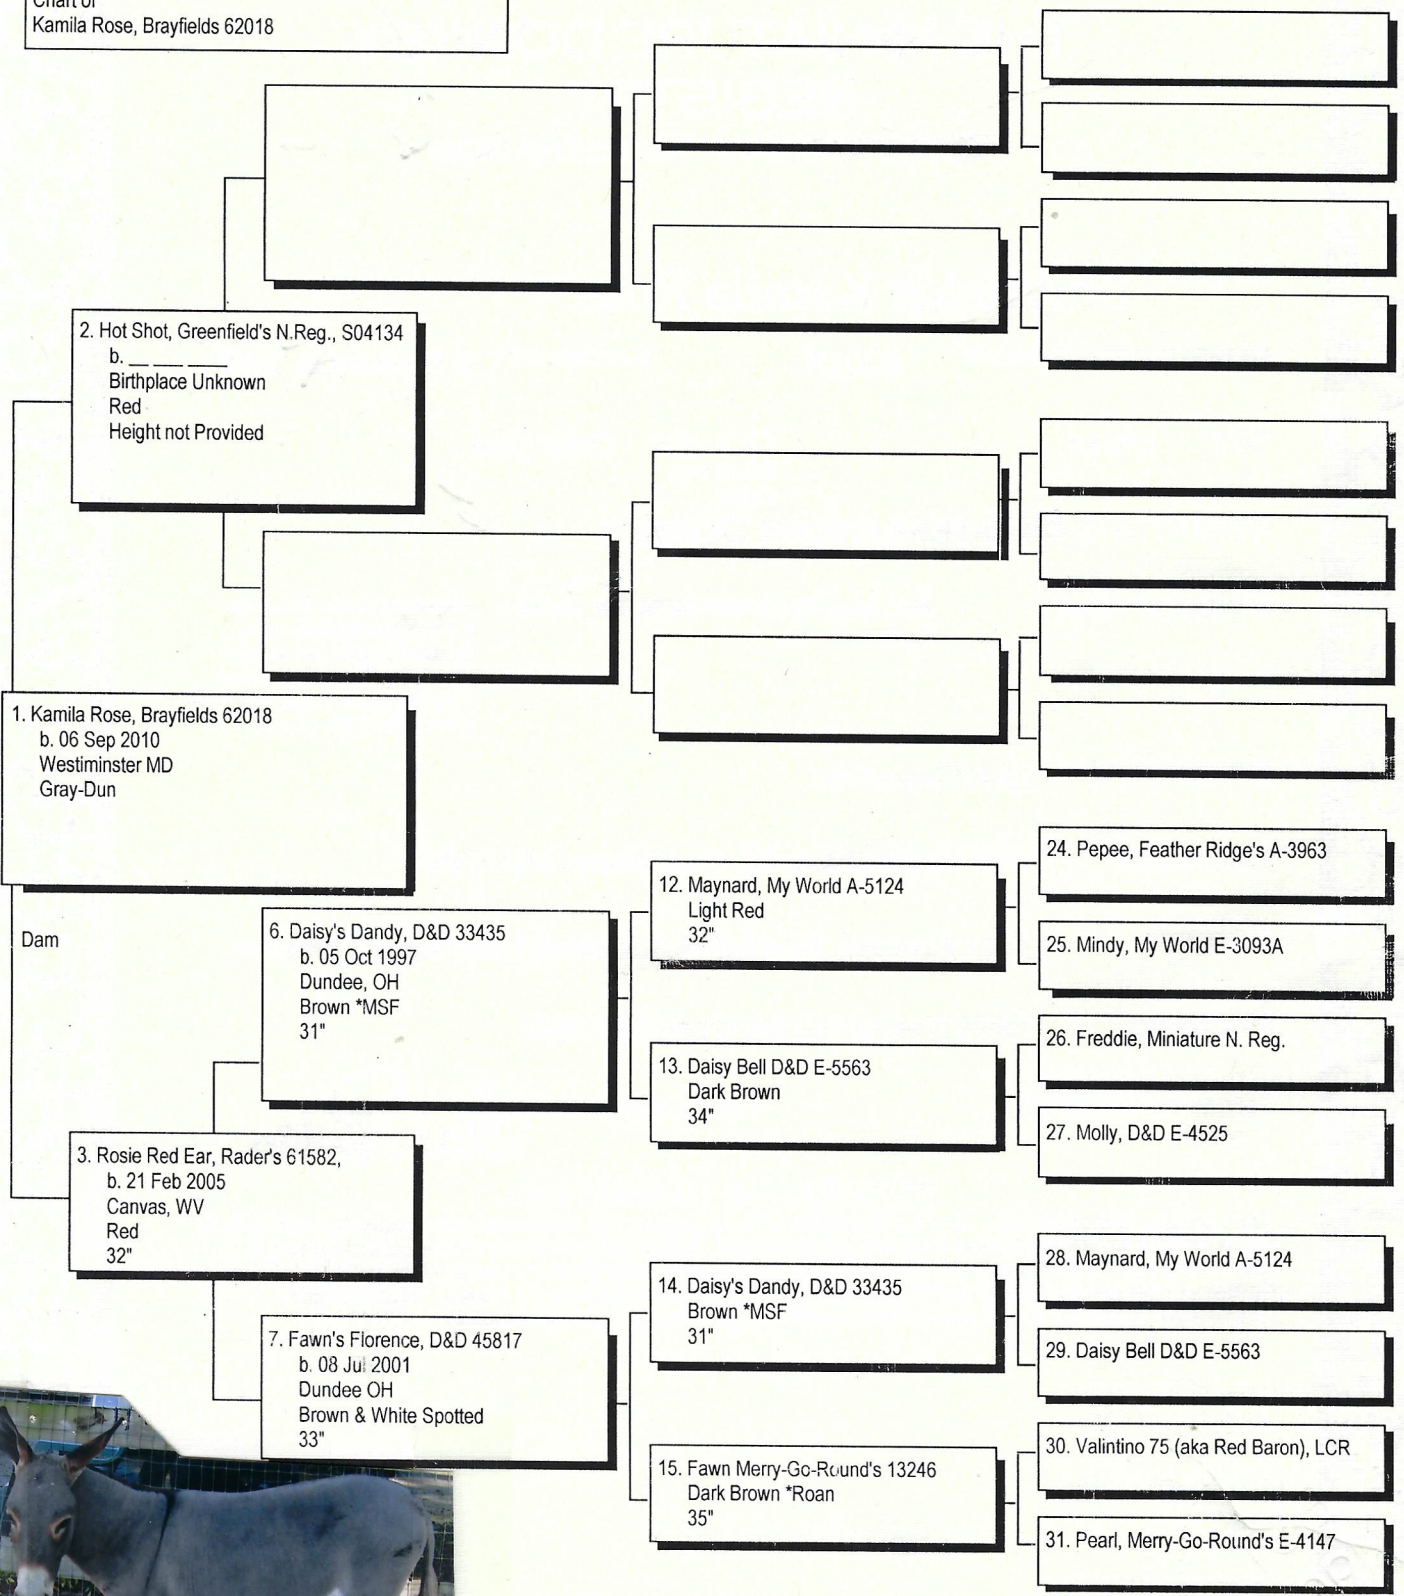 Chart of
Kamila Rose, Brayfields 62018
2. Hot Shot, Greenfield's N.Reg., S04134
b. __ __ ___
Birthplace Unknown
Red
Height not Provided
1. Kamila Rose, Brayfields 62018
b. 06 Sep 2010
Westiminster MD
Gray-Dun
Dam
6. Daisy's Dandy, D&D 33435
b. 05 Oct 1997
Dundee, OH
Brown *MSF
31"
3. Rosie Red Ear, Rader's 61582,
b. 21 Feb 2005
Canvas, WV
Red
32"
7. Fawn's Florence, D&D 45817
b. 08 Jul 2001
Dundee OH
Brown & White Spotted
33"
12. Maynard, My World A-5124
Light Red
32"
13. Daisy Bell D&D E-5563
Dark Brown
34"
14. Daisy's Dandy, D&D 33435
Brown *MSF
31"
15. Fawn Merry-Go-Round's 13246
Dark Brown *Roan
35"
24. Pepee, Feather Ridge's A-3963
25. Mindy, My World E-3093A
26. Freddie, Miniature N. Reg.
27. Molly, D&D E-4525
28. Maynard, My World A-5124
29. Daisy Bell D&D E-5563
30. Valintino 75 (aka Red Baron), LCR
31. Pearl, Merry-Go-Round's E-4147